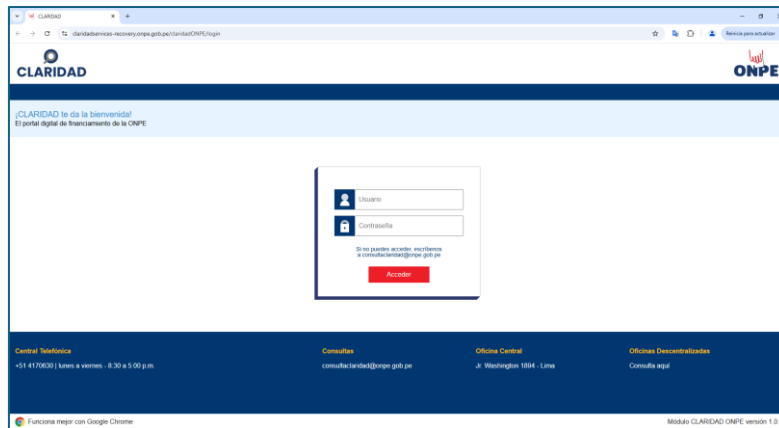 CLARIDAD
claridadservicas-recovery.onpe.gob.pe/claridadONPE/login
Reinicia para actualizar
CLARIDAD
ONPE
¡CLARIDAD te da la bienvenida!
El portal digital de financiamiento de la ONPE
Usuario
Contraseña
Si no puedes acceder, escríbenos
a consultaclaridad@onpe.gob.pe
Acceder
Central Telefónica
+51 4170630 | lunes a viernes - 8:30 a 5:00 p.m.
Consultas
consultaclaridad@onpe.gob.pe
Oficina Central
Jr. Washington 1894 - Lima
Oficinas Descentralizadas
Consulta aquí
Funciona mejor con Google Chrome
Módulo CLARIDAD ONPE versión 1.0